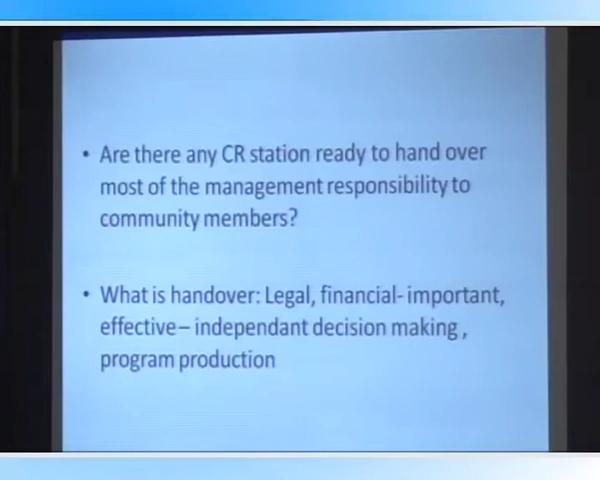 • Are there any CR station ready to hand over
most of the management responsibility to
community members?
• What is handover: Legal, financial- important,
effective – independant decision making ,
program production